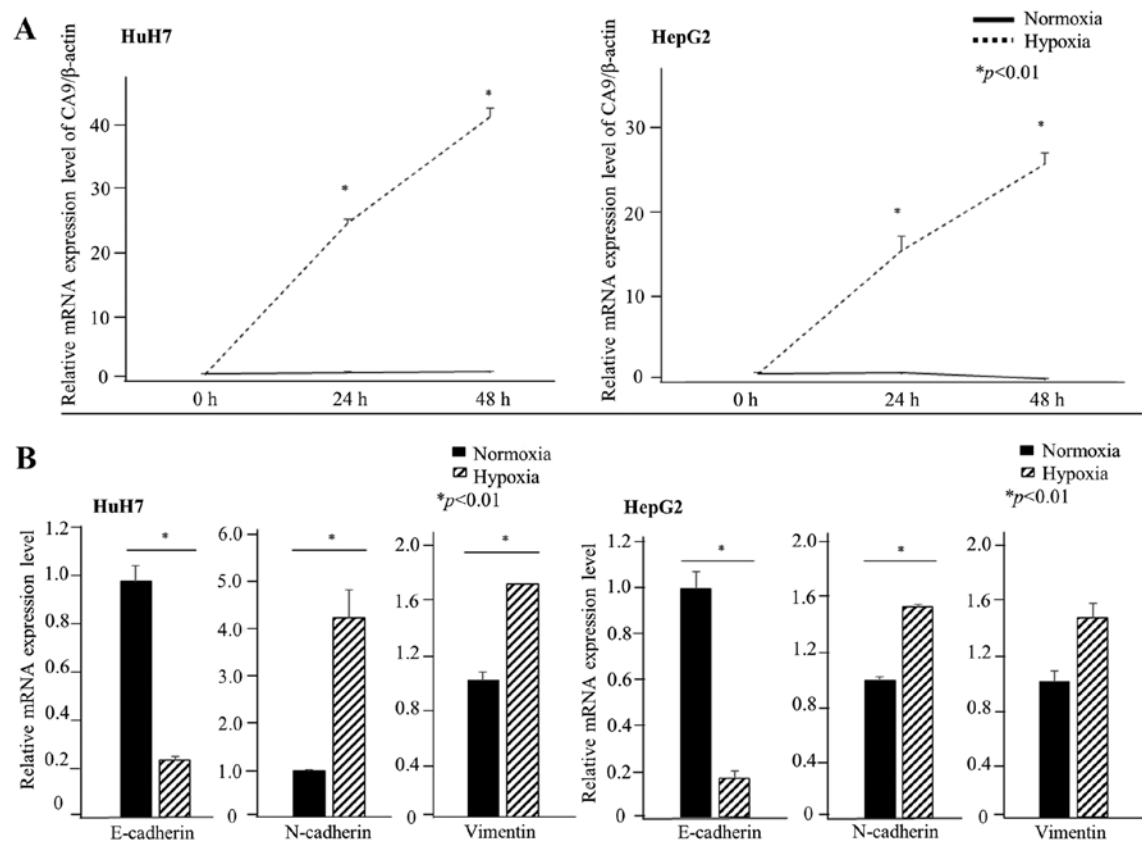 A
HuH7
Relative mRNA expression level of CA9/β-actin
40
30
20
10
0
0 h
24 h
48 h
*
*
HepG2
Normoxia
Hypoxia
*p<0.01
Relative mRNA expression level of CA9/β-actin
30
20
10
0
0 h
24 h
48 h
*
*
B
HuH7
Normoxia
Hypoxia
*p<0.01
Relative mRNA expression level
1.2
1.0
0.8
0.6
0.4
0.2
0
*
E-cadherin
6.0
5.0
4.0
3.0
2.0
1.0
0
*
N-cadherin
2.0
1.6
1.2
0.8
0.4
0
*
Vimentin
HepG2
Normoxia
Hypoxia
*p<0.01
Relative mRNA expression level
1.2
1.0
0.8
0.6
0.4
0.2
0
*
E-cadherin
2.0
1.6
1.2
0.8
0.4
0
*
N-cadherin
2.0
1.6
1.2
0.8
0.4
0
Vimentin